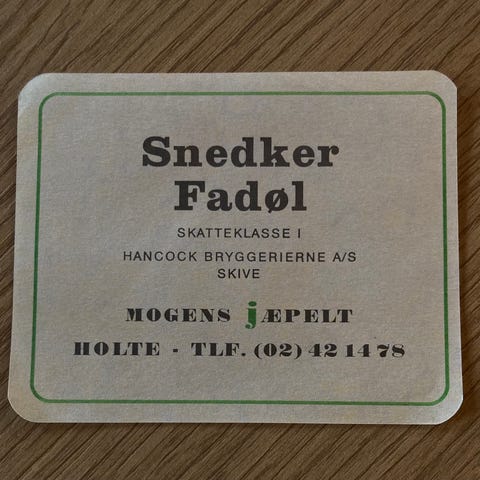 Snedker
Fadøl
SKATTEKLASSE I
HANCOCK BRYGGERIERNE A/S
SKIVE
MOGENS jÆPELT
HOLTE - TLF. (02) 42 14 78